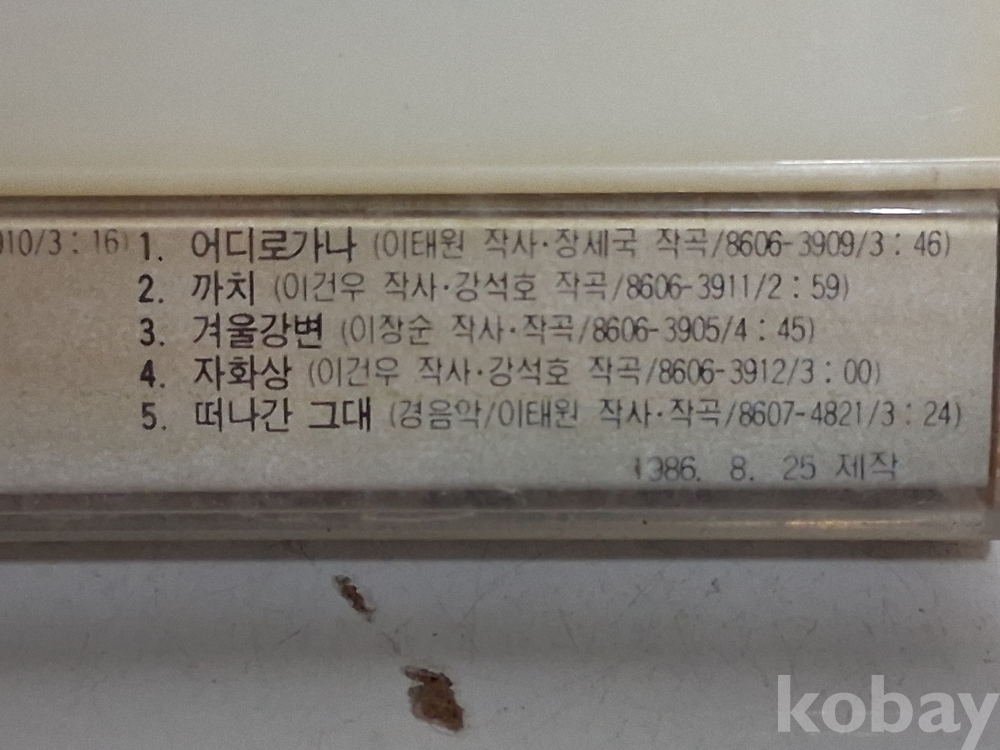 010/3 : 16)
1. 어디로가나 (이태원 작사·장세국 작곡/8606-3909/3 : 46)
2. 까치 (이건우 작사·강석호 작곡/8606-3911/2 : 59)
3. 겨울강변 (이장순 작사·작곡/8606-3905/4 : 45)
4. 자화상 (이건우 작사·강석호 작곡/8606-3912/3 : 00)
5. 떠나간 그대 (경음악/이태원 작사·작곡/8607-4821/3 : 24)
1986. 8. 25 제작
kobay